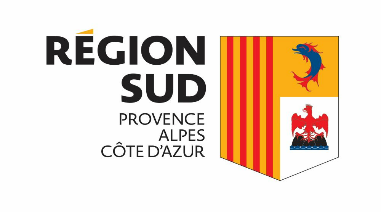 RÉGION
SUD
PROVENCE
ALPES
CÔTE D'AZUR